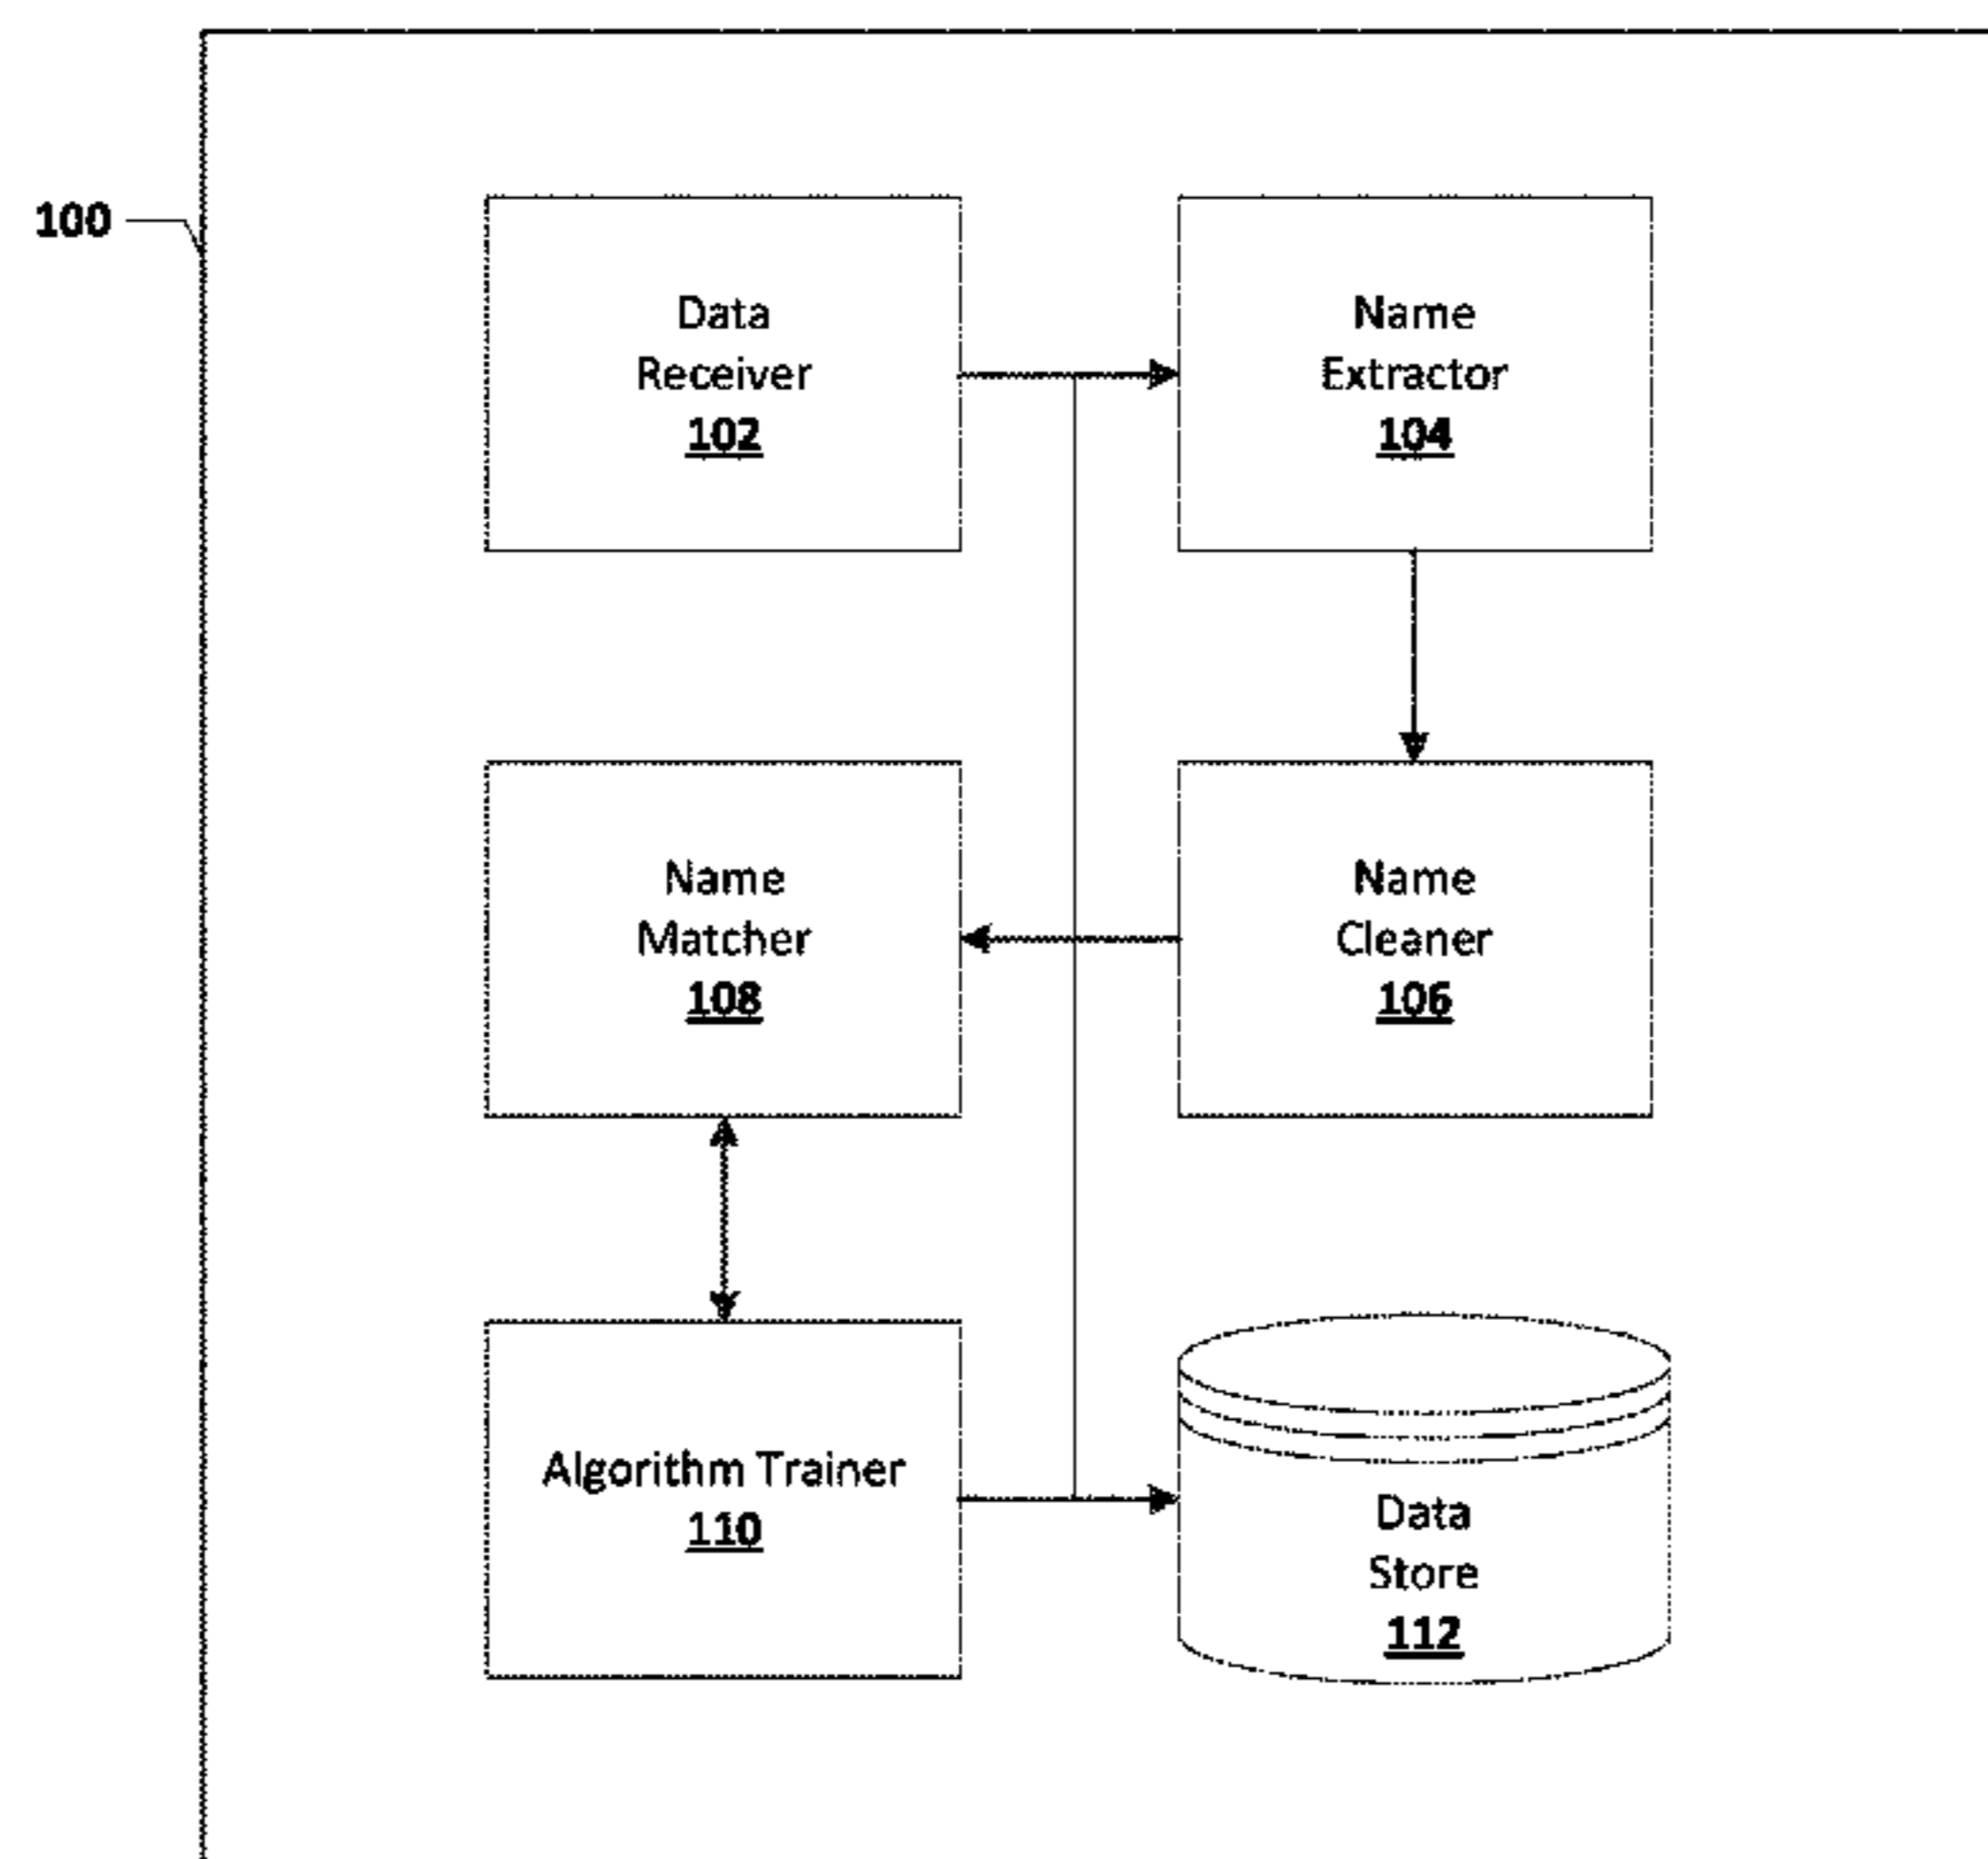 100
Data
Receiver
102
Name
Extractor
104
Name
Matcher
108
Name
Cleaner
106
Algorithm Trainer
110
Data
Store
112